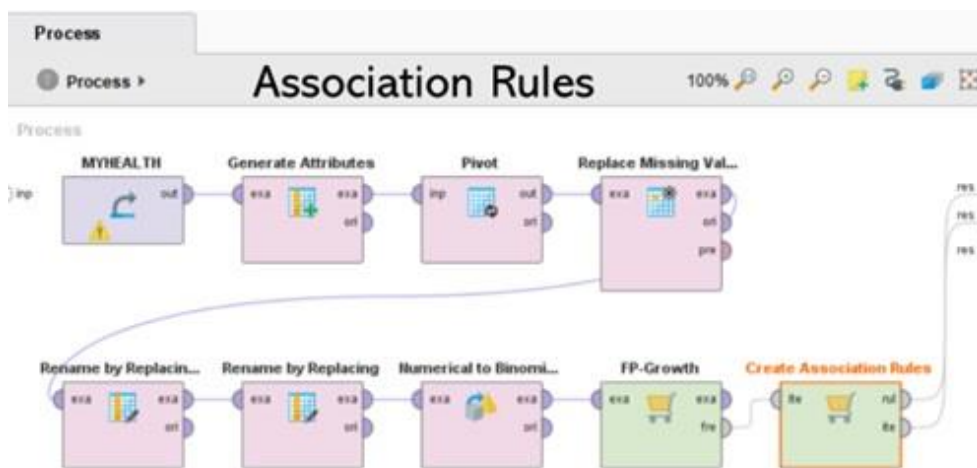 Process
Process
Association Rules
100%
Process
MYHEALTH
Generate Attributes
Pivot
Replace Missing Val...
inp
out
exa
exa
inp
out
exa
exa
res
ori
ori
ori
res
pre
res
Rename by Replacin...
Rename by Replacing
Numerical to Binomi...
FP-Growth
Create Association Rules
exa
exa
exa
exa
exa
exa
exa
exa
ite
rul
ori
ori
ori
fre
ite